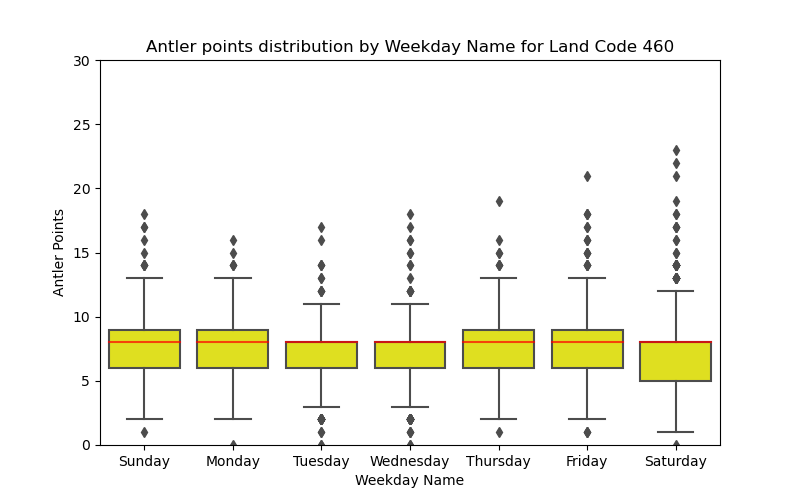 Antler points distribution by Weekday Name for Land Code 460
30
25
20
15
10
5
0
Antler Points
Sunday Monday Tuesday Wednesday Thursday Friday Saturday
Weekday Name